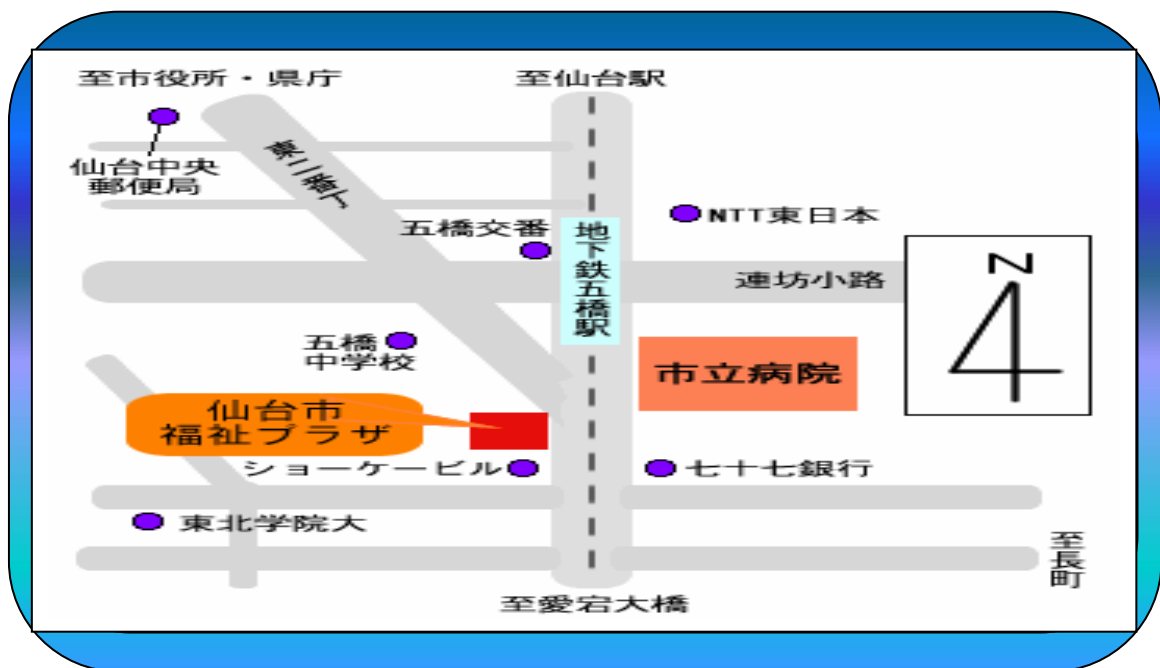 至市役所・県庁
至仙台駅
仙台中央
郵便局
東二番丁
五橋交番
NTT東日本
地下鉄五橋駅
連坊小路
N
五橋
中学校
市立病院
仙台市
福祉プラザ
ショーケービル
七十七銀行
東北学院大
至長町
至愛宕大橋